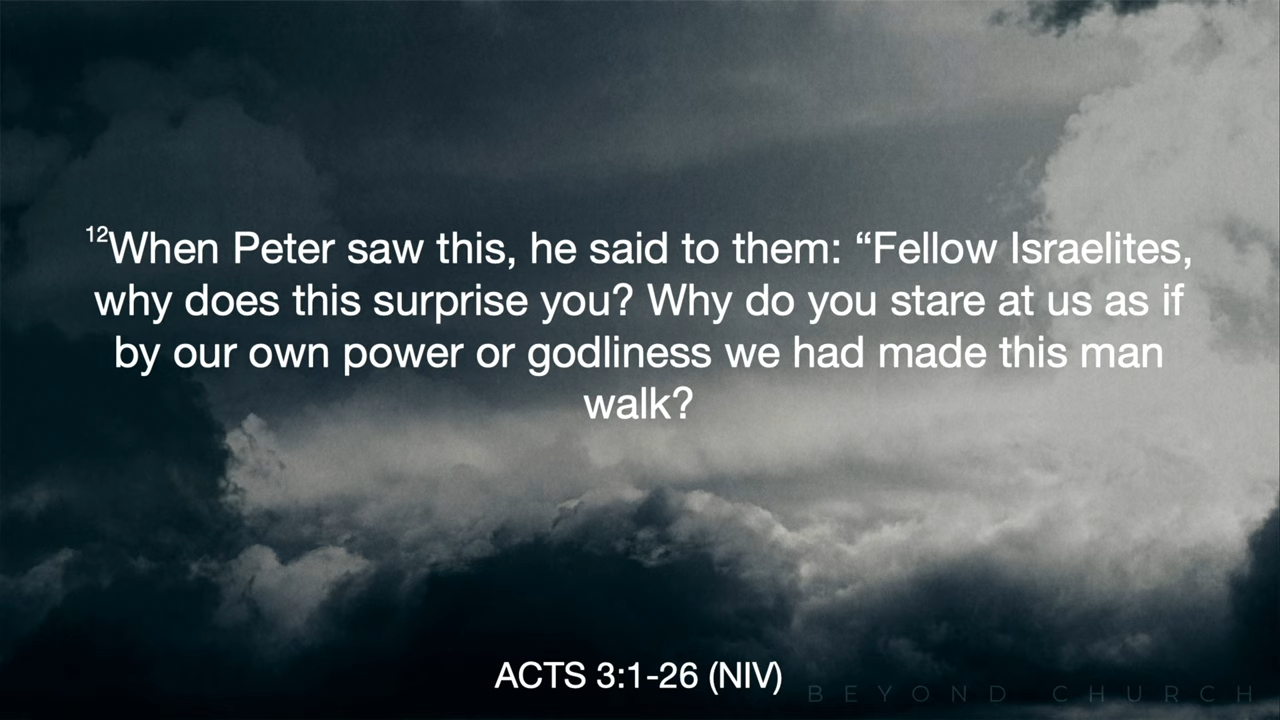 12When Peter saw this, he said to them: “Fellow Israelites,
why does this surprise you? Why do you stare at us as if
by our own power or godliness we had made this man
walk?
ACTS 3:1-26 (NIV)
BEYOND CHURCH